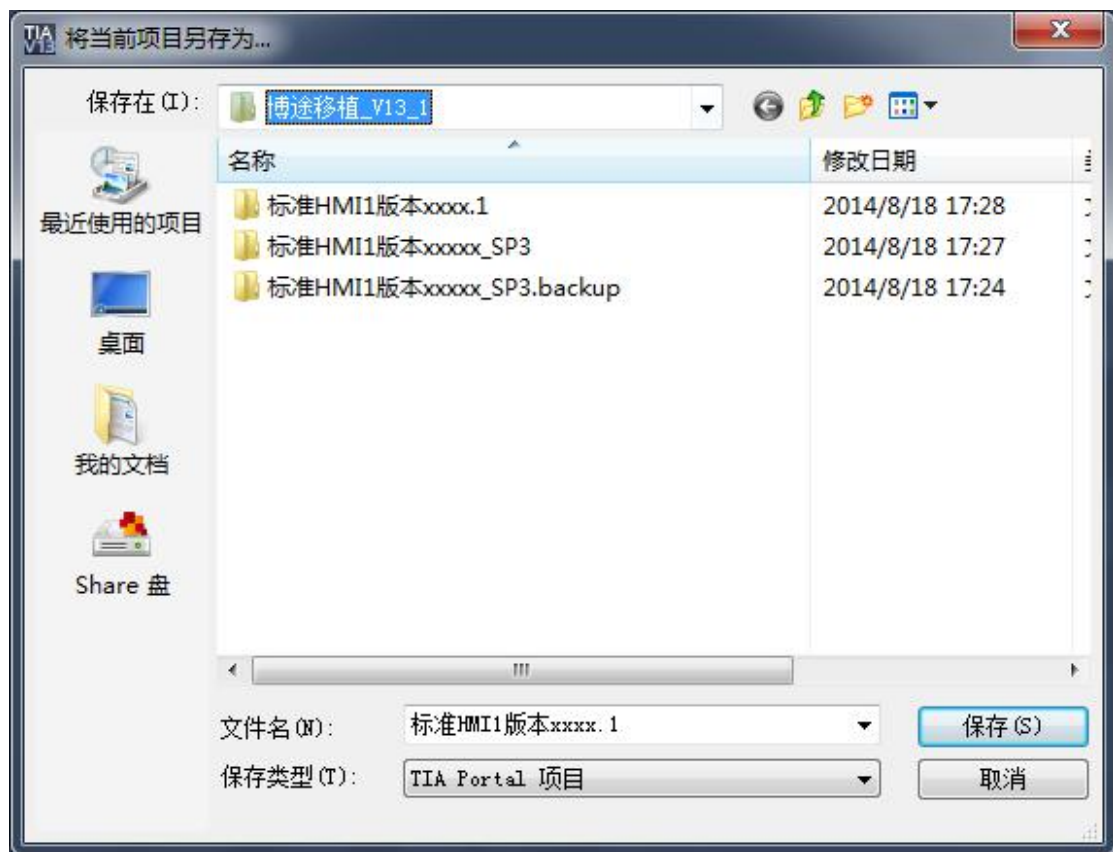 TIA V13 将当前项目另存为...
保存在(I): 博途移植_V13_1
名称 修改日期
标准HMI1版本xxxx.1 2014/8/18 17:28
标准HMI1版本xxxxx_SP3 2014/8/18 17:27
标准HMI1版本xxxxx_SP3.backup 2014/8/18 17:24
最近使用的项目
桌面
我的文档
Share 盘
文件名(N): 标准HMI1版本xxxx.1 保存(S)
保存类型(T): TIA Portal 项目 取消